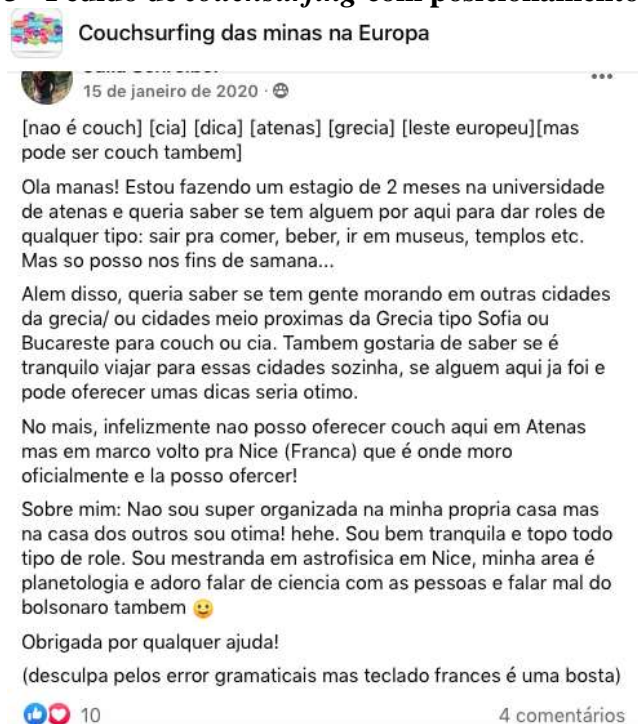 Couchsurfing das minas na Europa
15 de janeiro de 2020 ·
[nao é couch] [cia] [dica] [atenas] [grecia] [leste europeu][mas
pode ser couch tambem]
Ola manas! Estou fazendo um estagio de 2 meses na universidade
de atenas e queria saber se tem alguem por aqui para dar roles de
qualquer tipo: sair pra comer, beber, ir em museus, templos etc.
Mas so posso nos fins de samana...
Alem disso, queria saber se tem gente morando em outras cidades
da grecia/ ou cidades meio proximas da Grecia tipo Sofia ou
Bucareste para couch ou cia. Tambem gostaria de saber se é
tranquilo viajar para essas cidades sozinha, se alguem aqui ja foi e
pode oferecer umas dicas seria otimo.
No mais, infelizmente nao posso oferecer couch aqui em Atenas
mas em marco volto pra Nice (Franca) que é onde moro
oficialmente e la posso ofercer!
Sobre mim: Nao sou super organizada na minha propria casa mas
na casa dos outros sou otima! hehe. Sou bem tranquila e topo todo
tipo de role. Sou mestranda em astrofisica em Nice, minha area é
planetologia e adoro falar de ciencia com as pessoas e falar mal do
bolsonaro tambem 🙂
Obrigada por qualquer ajuda!
(desculpa pelos error gramaticais mas teclado frances é uma bosta)
10 4 comentários